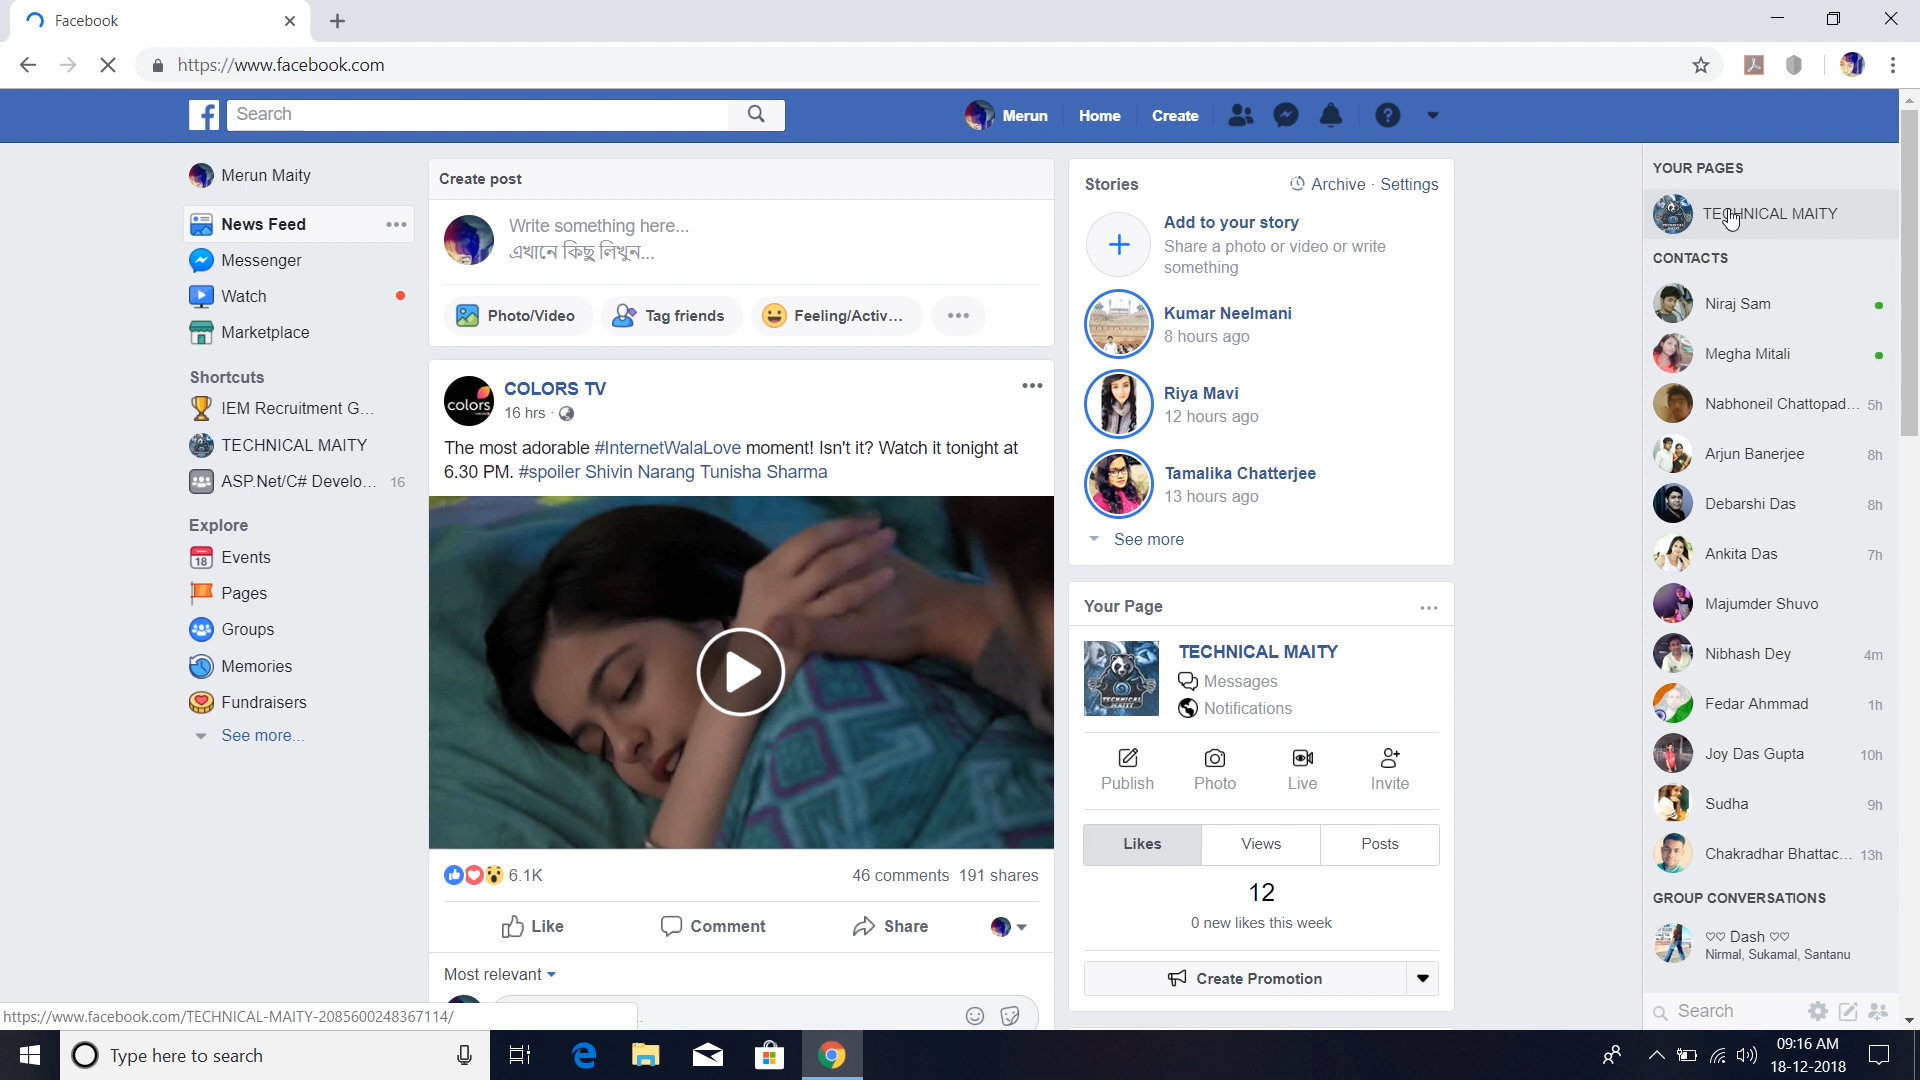 Facebook
https://www.facebook.com
Search
Merun
Home
Create
Merun Maity
News Feed
Messenger
Watch
Marketplace
Shortcuts
IEM Recruitment G...
TECHNICAL MAITY
ASP.Net/C# Develo... 16
Explore
18
Events
Pages
Groups
Memories
Fundraisers
See more...
Create post
Write something here...
এখানে কিছু লিখুন...
Photo/Video
Tag friends
Feeling/Activ...
colors
COLORS TV
16 hrs ·
The most adorable #InternetWalaLove moment! Isn't it? Watch it tonight at
6.30 PM. #spoiler Shivin Narang Tunisha Sharma
6.1K
46 comments 191 shares
Like
Comment
Share
Most relevant
Stories
Archive · Settings
Add to your story
Share a photo or video or write
something
Kumar Neelmani
8 hours ago
Riya Mavi
12 hours ago
Tamalika Chatterjee
13 hours ago
See more
Your Page
TECHNICAL
MAITY
TECHNICAL MAITY
Messages
Notifications
Publish
Photo
Live
Invite
Likes
Views
Posts
12
0 new likes this week
Create Promotion
YOUR PAGES
TECHNICAL MAITY
CONTACTS
Niraj Sam
Megha Mitali
Nabhoneil Chattopad... 5h
Arjun Banerjee 8h
Debarshi Das 8h
Ankita Das 7h
Majumder Shuvo
Nibhash Dey 4m
Fedar Ahmmad 1h
Joy Das Gupta 10h
Sudha 9h
Chakradhar Bhattac... 13h
GROUP CONVERSATIONS
♡♡ Dash ♡♡
Nirmal, Sukamal, Santanu
Search
https://www.facebook.com/TECHNICAL-MAITY-2085600248367114/
Type here to search
09:16 AM
18-12-2018